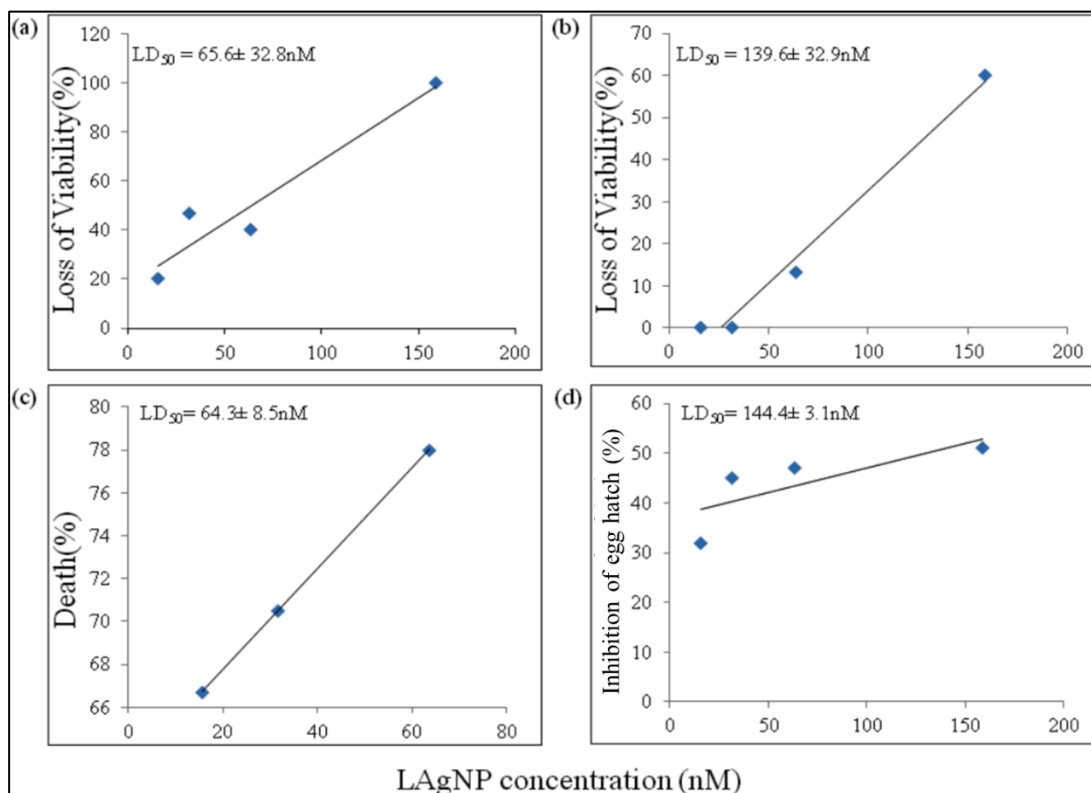 (a)
LD50 = 65.6± 32.8nM
Loss of Viability(%)
120
100
80
60
40
20
0
0 50 100 150 200
(b)
LD50 = 139.6± 32.9nM
Loss of Viability(%)
70
60
50
40
30
20
10
0
0 50 100 150 200
(c)
LD50= 64.3± 8.5nM
Death(%)
80
78
76
74
72
70
68
66
0 20 40 60 80
(d)
LD50= 144.4± 3.1nM
Inhibition of egg hatch (%)
60
50
40
30
20
10
0
0 50 100 150 200
LAgNP concentration (nM)